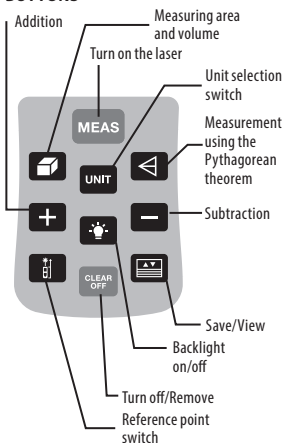 Addition
Measuring area
and volume
Turn on the laser
Unit selection
switch
MEAS
Measurement
using the
Pythagorean
theorem
UNIT
Subtraction
CLEAR
OFF
Save/View
Backlight
on/off
Turn off/Remove
Reference point
switch